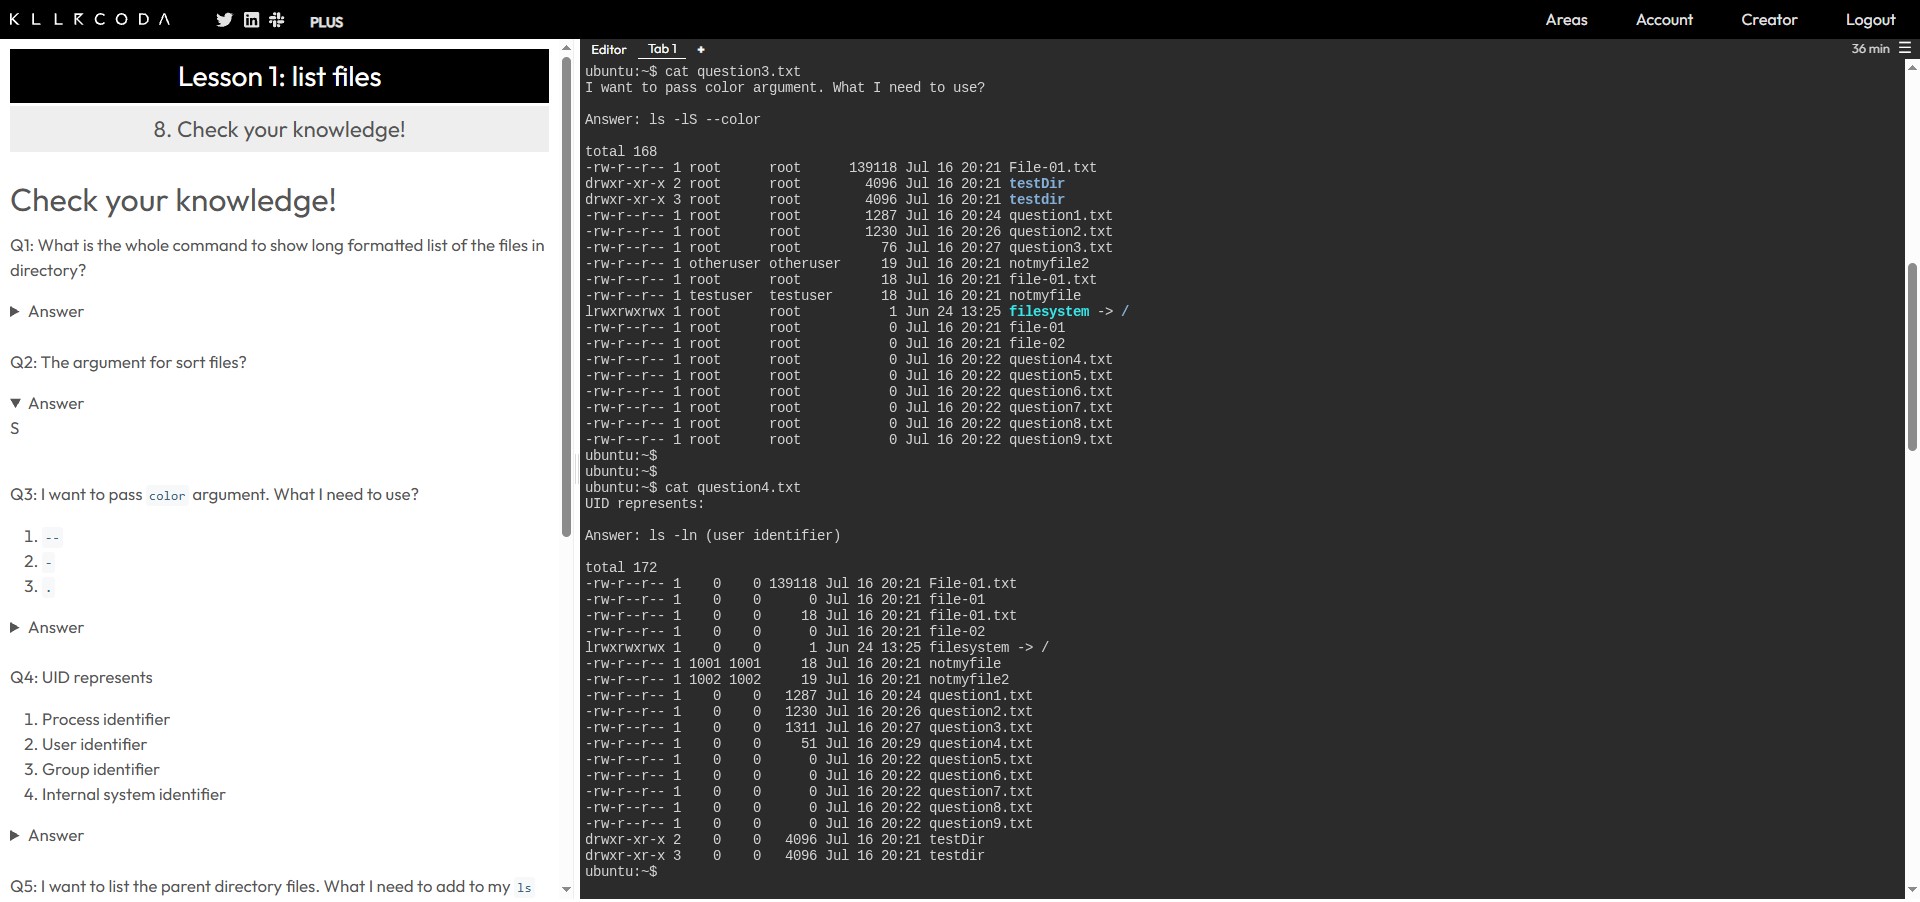 KLLRCODA
PLUS
Areas
Account
Creator
Logout
Lesson 1: list files
8. Check your knowledge!
Check your knowledge!
Q1: What is the whole command to show long formatted list of the files in
directory?
Answer
Q2: The argument for sort files?
Answer
S
Q3: I want to pass color argument. What I need to use?
1. --
2. -
3. .
Answer
Q4: UID represents
1. Process identifier
2. User identifier
3. Group identifier
4. Internal system identifier
Answer
Q5: I want to list the parent directory files. What I need to add to my ls
Editor
Tab 1
+
36 min
ubuntu:~$ cat question3.txt
I want to pass color argument. What I need to use?
Answer: ls -lS --color
total 168
-rw-r--r-- 1 root      root      139118 Jul 16 20:21 File-01.txt
drwxr-xr-x 2 root      root        4096 Jul 16 20:21 testDir
drwxr-xr-x 3 root      root        4096 Jul 16 20:21 testdir
-rw-r--r-- 1 root      root        1287 Jul 16 20:24 question1.txt
-rw-r--r-- 1 root      root        1230 Jul 16 20:26 question2.txt
-rw-r--r-- 1 root      root          76 Jul 16 20:27 question3.txt
-rw-r--r-- 1 otheruser otheruser     19 Jul 16 20:21 notmyfile2
-rw-r--r-- 1 root      root          18 Jul 16 20:21 file-01.txt
-rw-r--r-- 1 testuser  testuser      18 Jul 16 20:21 notmyfile
lrwxrwxrwx 1 root      root           1 Jun 24 13:25 filesystem -> /
-rw-r--r-- 1 root      root           0 Jul 16 20:21 file-01
-rw-r--r-- 1 root      root           0 Jul 16 20:21 file-02
-rw-r--r-- 1 root      root           0 Jul 16 20:22 question4.txt
-rw-r--r-- 1 root      root           0 Jul 16 20:22 question5.txt
-rw-r--r-- 1 root      root           0 Jul 16 20:22 question6.txt
-rw-r--r-- 1 root      root           0 Jul 16 20:22 question7.txt
-rw-r--r-- 1 root      root           0 Jul 16 20:22 question8.txt
-rw-r--r-- 1 root      root           0 Jul 16 20:22 question9.txt
ubuntu:~$
ubuntu:~$
ubuntu:~$ cat question4.txt
UID represents:
Answer: ls -ln (user identifier)
total 172
-rw-r--r-- 1    0    0 139118 Jul 16 20:21 File-01.txt
-rw-r--r-- 1    0    0      0 Jul 16 20:21 file-01
-rw-r--r-- 1    0    0     18 Jul 16 20:21 file-01.txt
-rw-r--r-- 1    0    0      0 Jul 16 20:21 file-02
lrwxrwxrwx 1    0    0      1 Jun 24 13:25 filesystem -> /
-rw-r--r-- 1 1001 1001     18 Jul 16 20:21 notmyfile
-rw-r--r-- 1 1002 1002     19 Jul 16 20:21 notmyfile2
-rw-r--r-- 1    0    0   1287 Jul 16 20:24 question1.txt
-rw-r--r-- 1    0    0   1230 Jul 16 20:26 question2.txt
-rw-r--r-- 1    0    0   1311 Jul 16 20:27 question3.txt
-rw-r--r-- 1    0    0     51 Jul 16 20:29 question4.txt
-rw-r--r-- 1    0    0      0 Jul 16 20:22 question5.txt
-rw-r--r-- 1    0    0      0 Jul 16 20:22 question6.txt
-rw-r--r-- 1    0    0      0 Jul 16 20:22 question7.txt
-rw-r--r-- 1    0    0      0 Jul 16 20:22 question8.txt
-rw-r--r-- 1    0    0      0 Jul 16 20:22 question9.txt
drwxr-xr-x 2    0    0   4096 Jul 16 20:21 testDir
drwxr-xr-x 3    0    0   4096 Jul 16 20:21 testdir
ubuntu:~$